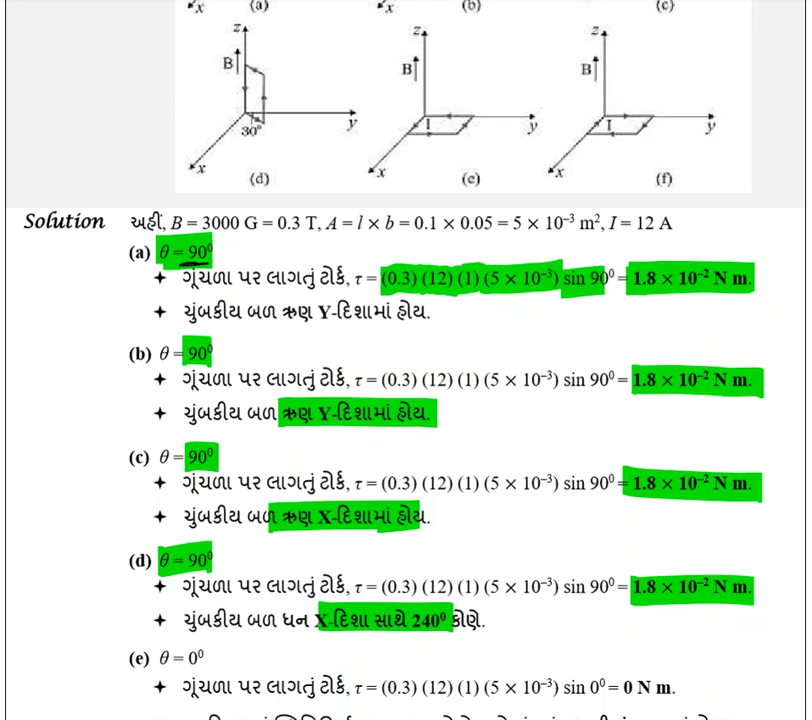 x (a) x (b) (c)
z B 30° y x (d)
z B I y x (e)
z B I y x (f)
Solution અહીં, B = 3000 G = 0.3 T, A = l × b = 0.1 × 0.05 = 5 × 10⁻³ m², I = 12 A
(a) θ = 90⁰
✦ ગૂંચળા પર લાગતું ટોર્ક, τ = (0.3) (12) (1) (5 × 10⁻³) sin 90⁰ = 1.8 × 10⁻² N m.
✦ ચુંબકીય બળ ઋણ Y-દિશામાં હોય.
(b) θ = 90⁰
✦ ગૂંચળા પર લાગતું ટોર્ક, τ = (0.3) (12) (1) (5 × 10⁻³) sin 90⁰ = 1.8 × 10⁻² N m.
✦ ચુંબકીય બળ ઋણ Y-દિશામાં હોય.
(c) θ = 90⁰
✦ ગૂંચળા પર લાગતું ટોર્ક, τ = (0.3) (12) (1) (5 × 10⁻³) sin 90⁰ = 1.8 × 10⁻² N m.
✦ ચુંબકીય બળ ઋણ X-દિશામાં હોય.
(d) θ = 90⁰
✦ ગૂંચળા પર લાગતું ટોર્ક, τ = (0.3) (12) (1) (5 × 10⁻³) sin 90⁰ = 1.8 × 10⁻² N m.
✦ ચુંબકીય બળ ધન X-દિશા સાથે 240⁰ કોણે.
(e) θ = 0⁰
✦ ગૂંચળા પર લાગતું ટોર્ક, τ = (0.3) (12) (1) (5 × 10⁻³) sin 0⁰ = 0 N m.